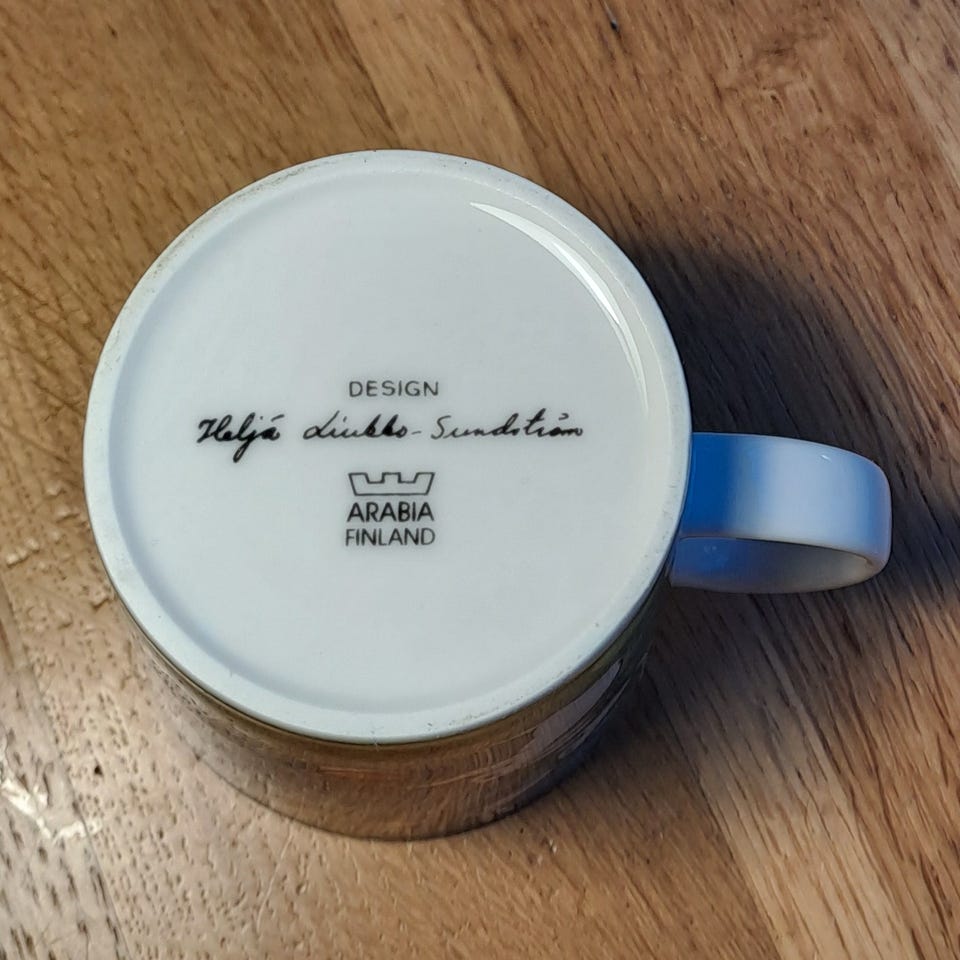 DESIGN
Heljä Liukko-Sundström
ARABIA
FINLAND